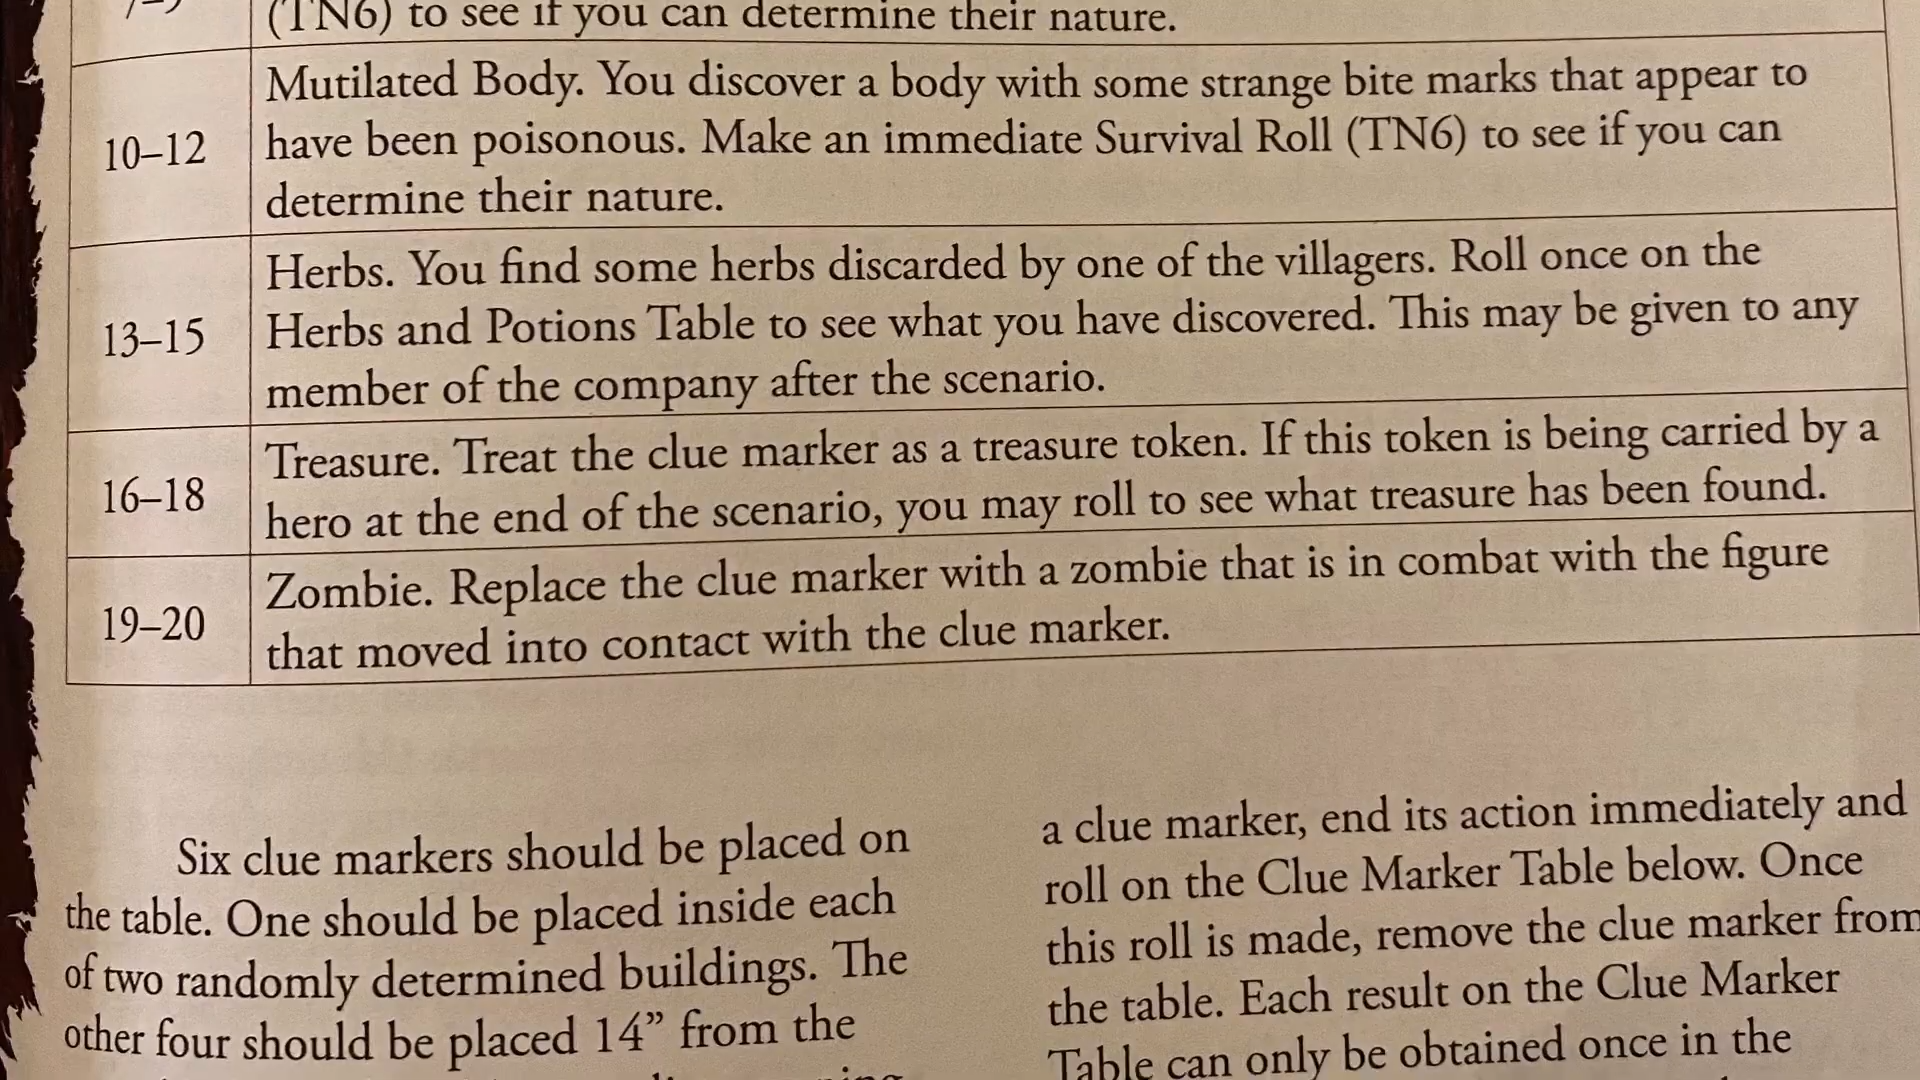 (TN6) to see if you can determine their nature.
10–12
Mutilated Body. You discover a body with some strange bite marks that appear to
have been poisonous. Make an immediate Survival Roll (TN6) to see if you can
determine their nature.
13–15
Herbs. You find some herbs discarded by one of the villagers. Roll once on the
Herbs and Potions Table to see what you have discovered. This may be given to any
member of the company after the scenario.
16–18
Treasure. Treat the clue marker as a treasure token. If this token is being carried by a
hero at the end of the scenario, you may roll to see what treasure has been found.
19–20
Zombie. Replace the clue marker with a zombie that is in combat with the figure
that moved into contact with the clue marker.
Six clue markers should be placed on
the table. One should be placed inside each
of two randomly determined buildings. The
other four should be placed 14” from the
a clue marker, end its action immediately and
roll on the Clue Marker Table below. Once
this roll is made, remove the clue marker from
the table. Each result on the Clue Marker
Table can only be obtained once in the